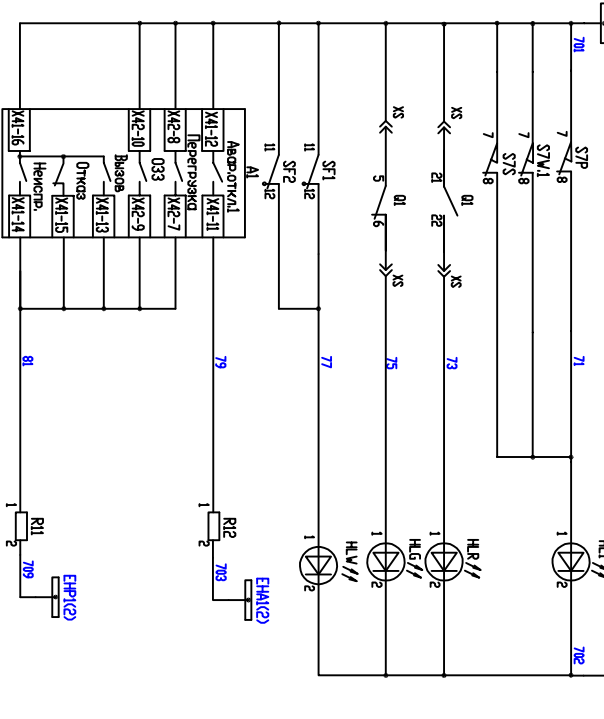 701
S7P
7
8
71
1
2
702
S7W.1
7
8
S7S
7
8
XS
Q1
21
22
XS
73
HLR
1
2
XS
Q1
5
6
XS
75
HLG
1
2
SF1
11
12
77
HLW
1
2
SF2
11
12
A1
Авар.откл.1
X41-12
X41-11
79
R12
1
2
703
EHA1(2)
Перегрузка
X42-8
X42-7
ОЗЗ
X42-10
X42-9
Вызов
X41-13
Отказ
X41-15
Неиспр.
X41-16
X41-14
81
R11
1
2
709
EHP1(2)